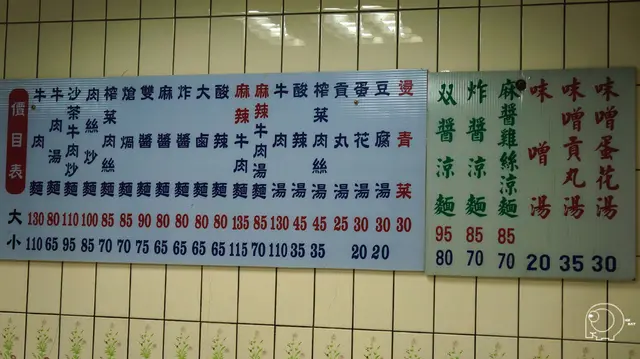 價目表
大
小
牛肉麵 130 110
牛肉湯麵 80 65
沙茶牛肉炒麵 110 95
肉絲炒麵 100 85
榨菜肉絲麵 85 70
熗焗麵 85 75
雙醬麵 90 75
麻醬麵 80 65
炸醬麵 80 65
大滷麵 80 65
酸辣麵 80 65
麻辣牛肉麵 135 115
麻辣牛肉湯麵 85 70
牛肉湯 130 110
酸辣湯 45 35
榨菜肉絲湯 45 35
貢丸湯 25
蛋花湯 30 20
豆腐湯 30 20
燙青菜 30
双醬涼麵 95 80
炸醬涼麵 85 70
麻醬雞絲涼麵 85 70
味噌湯 20
味噌貢丸湯 35
味噌蛋花湯 30